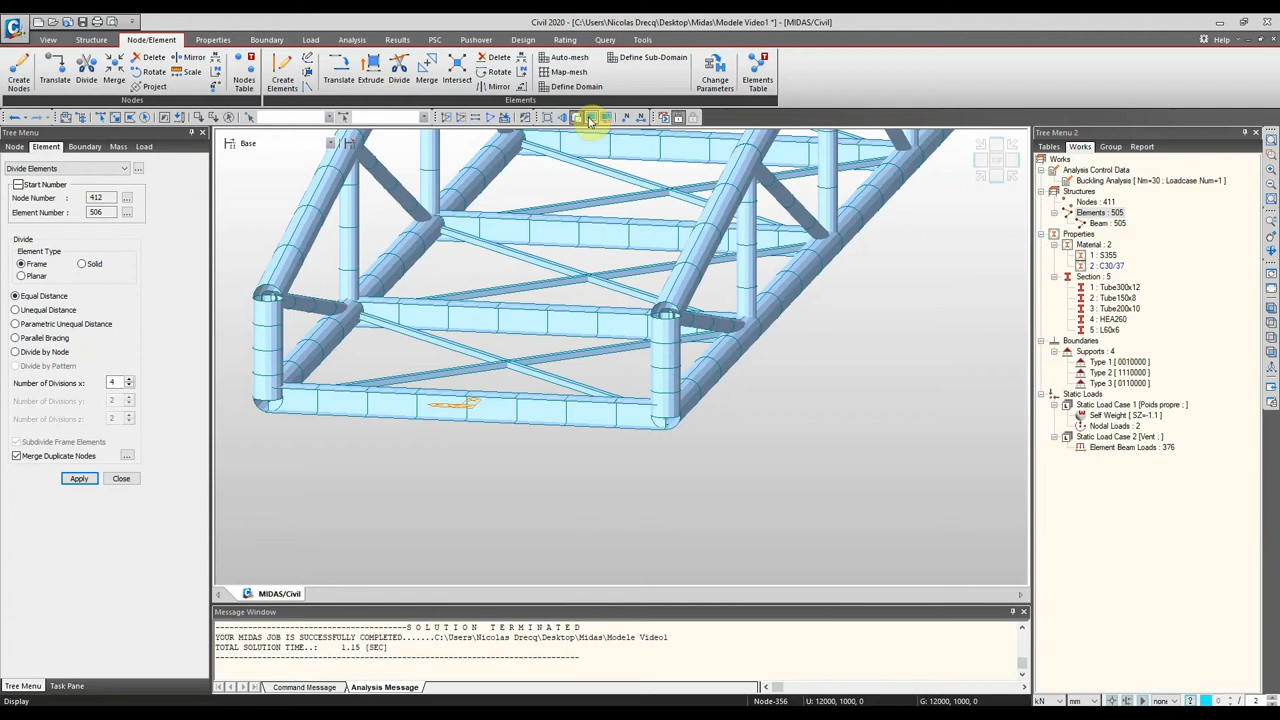 Civil 2020 - [C:\Users\Nicolas Drecq\Desktop\Midas\Modele Video1 *] - [MIDAS/Civil]
View Structure Node/Element Properties Boundary Load Analysis Results PSC Pushover Design Rating Query Tools Help
Create Nodes Translate Divide Merge Delete Rotate Project Mirror Scale Nodes Table
Create Elements Translate Extrude Divide Merge Intersect Delete Rotate Mirror Auto-mesh Map-mesh Define Domain Define Sub-Domain Change Parameters Elements Table
Nodes Elements
Tree Menu
Node Element Boundary Mass Load
Divide Elements
Start Number
Node Number : 412
Element Number : 506
Divide
Element Type
Frame Solid
Planar
Equal Distance
Unequal Distance
Parametric Unequal Distance
Parallel Bracing
Divide by Node
Divide by Pattern
Number of Divisions x: 4
Number of Divisions y: 2
Number of Divisions z: 2
Subdivide Frame Elements
Merge Duplicate Nodes
Apply Close
Tree Menu Task Pane
Base
MIDAS/Civil
Message Window
SOLUTION TERMINATED
YOUR MIDAS JOB IS SUCCESSFULLY COMPLETED.......C:\Users\Nicolas Drecq\Desktop\Midas\Modele Video1
TOTAL SOLUTION TIME..: 1.15 [SEC]
Command Message Analysis Message
Tree Menu 2
Tables Works Group Report
Works
Analysis Control Data
Buckling Analysis [ Nm=30 ; Loadcase Num=1 ]
Structures
Nodes : 411
Elements : 505
Beam : 505
Properties
Material : 2
1 : S355
2 : C30/37
Section : 5
1 : Tube300x12
2 : Tube150x8
3 : Tube200x10
4 : HEA260
5 : L60x6
Boundaries
Supports : 4
Type 1 [ 0010000 ]
Type 2 [ 1110000 ]
Type 3 [ 0110000 ]
Static Loads
Static Load Case 1 [Poids propre ; ]
Self Weight [ SZ=-1.1 ]
Nodal Loads : 2
Static Load Case 2 [Vent ; ]
Element Beam Loads : 376
Display Node-356 U: 12000, 1000, 0 G: 12000, 1000, 0 kN mm none ? / 2